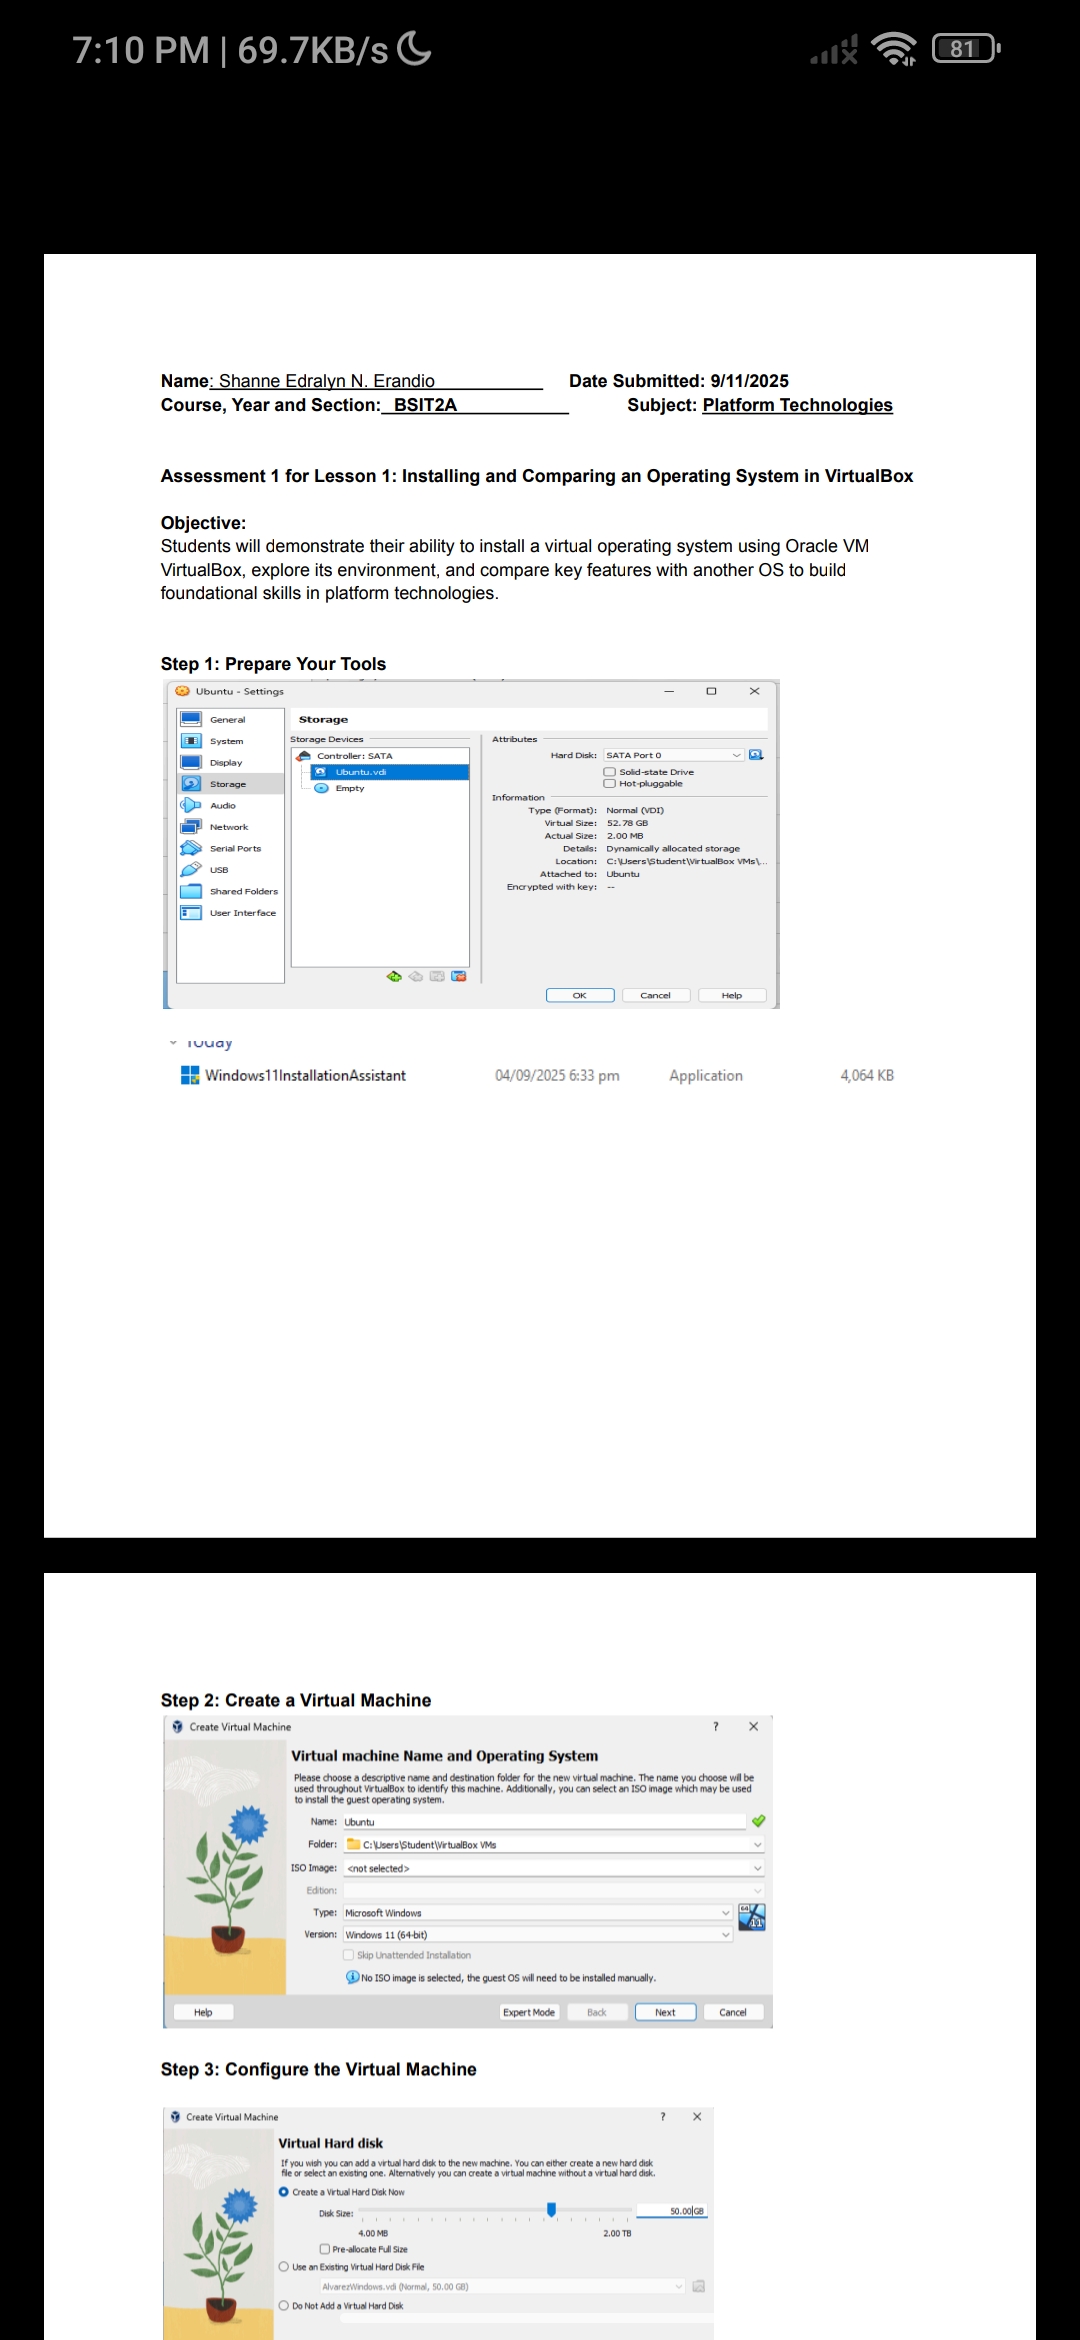 7:10 PM | 69.7KB/s
81
Name: Shanne Edralyn N. Erandio Date Submitted: 9/11/2025
Course, Year and Section: BSIT2A Subject: Platform Technologies
Assessment 1 for Lesson 1: Installing and Comparing an Operating System in VirtualBox
Objective:
Students will demonstrate their ability to install a virtual operating system using Oracle VM
VirtualBox, explore its environment, and compare key features with another OS to build
foundational skills in platform technologies.
Step 1: Prepare Your Tools
Ubuntu - Settings
General
System
Display
Storage
Audio
Network
Serial Ports
USB
Shared Folders
User Interface
Storage
Storage Devices
Controller: SATA
Ubuntu.vdi
Empty
Attributes
Hard Disk: SATA Port 0
Solid-state Drive
Hot-pluggable
Information
Type (Format): Normal (VDI)
Virtual Size: 52.78 GB
Actual Size: 2.00 MB
Details: Dynamically allocated storage
Location: C:\Users\Student\VirtualBox VMs\...
Attached to: Ubuntu
Encrypted with key: --
OK Cancel Help
Today
Windows11InstallationAssistant 04/09/2025 6:33 pm Application 4,064 KB
Step 2: Create a Virtual Machine
Create Virtual Machine ?
Virtual machine Name and Operating System
Please choose a descriptive name and destination folder for the new virtual machine. The name you choose will be
used throughout VirtualBox to identify this machine. Additionally, you can select an ISO image which may be used
to install the guest operating system.
Name: Ubuntu
Folder: C:\Users\Student\VirtualBox VMs
ISO Image: <not selected>
Edition:
Type: Microsoft Windows
64
11
Version: Windows 11 (64-bit)
Skip Unattended Installation
No ISO image is selected, the guest OS will need to be installed manually.
Help Expert Mode Back Next Cancel
Step 3: Configure the Virtual Machine
Create Virtual Machine ?
Virtual Hard disk
If you wish you can add a virtual hard disk to the new machine. You can either create a new hard disk
file or select an existing one. Alternatively you can create a virtual machine without a virtual hard disk.
Create a Virtual Hard Disk Now
Disk Size: 50.00 GB
4.00 MB 2.00 TB
Pre-allocate Full Size
Use an Existing Virtual Hard Disk File
AlvarezWindows.vdi (Normal, 50.00 GB)
Do Not Add a Virtual Hard Disk